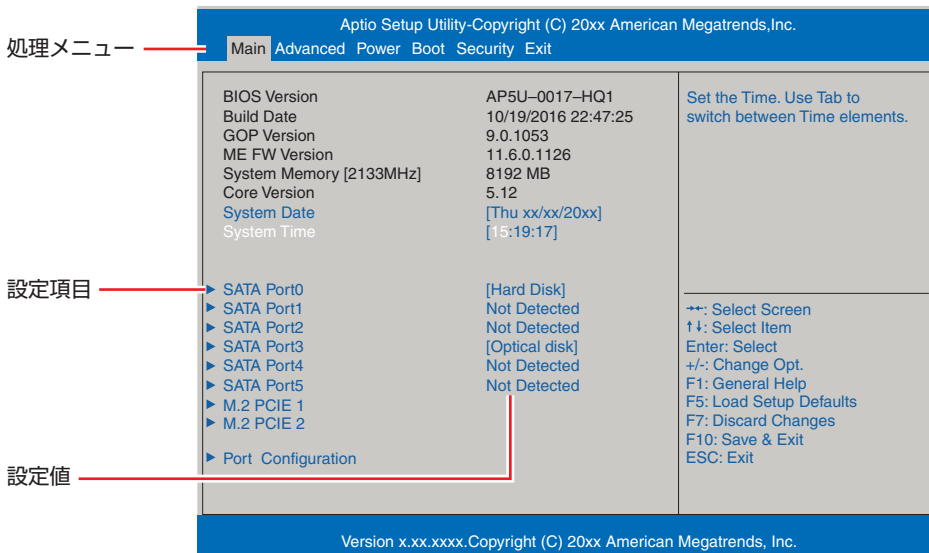 Aptio Setup Utility-Copyright (C) 20xx American Megatrends,Inc.
処理メニュー
Main Advanced Power Boot Security Exit
BIOS Version AP5U–0017–HQ1
Build Date 10/19/2016 22:47:25
GOP Version 9.0.1053
ME FW Version 11.6.0.1126
System Memory [2133MHz] 8192 MB
Core Version 5.12
System Date [Thu xx/xx/20xx]
System Time [15:19:17]
Set the Time. Use Tab to
switch between Time elements.
設定項目
▶ SATA Port0 [Hard Disk]
▶ SATA Port1 Not Detected
▶ SATA Port2 Not Detected
▶ SATA Port3 [Optical disk]
▶ SATA Port4 Not Detected
▶ SATA Port5 Not Detected
▶ M.2 PCIE 1
▶ M.2 PCIE 2
▶ Port Configuration
設定値
→←: Select Screen
↑↓: Select Item
Enter: Select
+/-: Change Opt.
F1: General Help
F5: Load Setup Defaults
F7: Discard Changes
F10: Save & Exit
ESC: Exit
Version x.xx.xxxx.Copyright (C) 20xx American Megatrends, Inc.